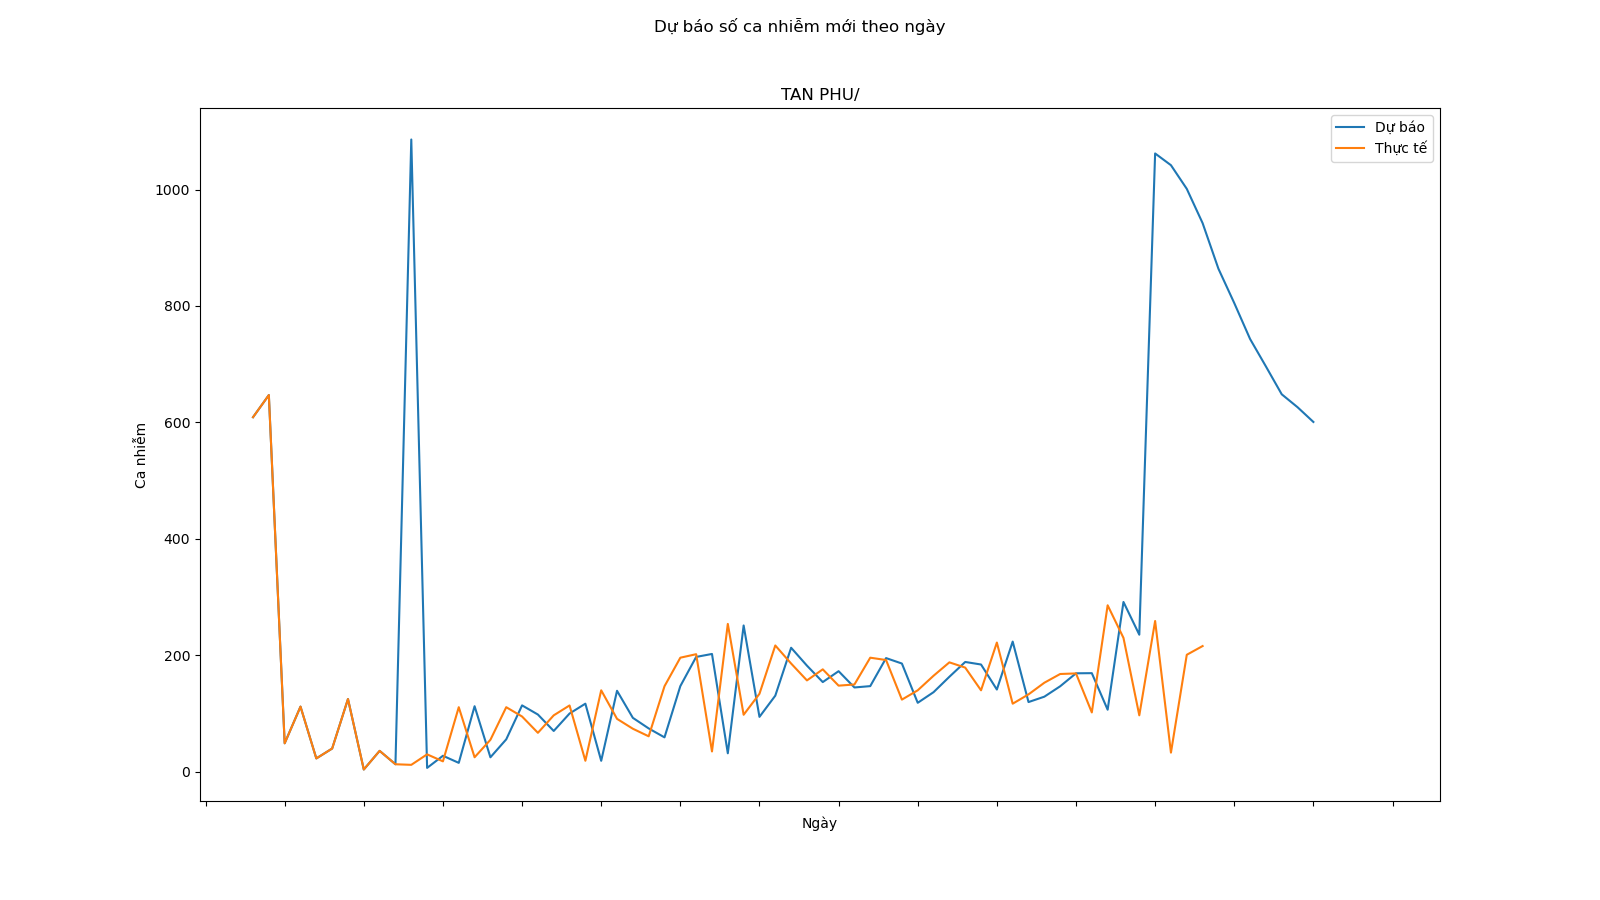 Dự báo số ca nhiễm mới theo ngày
TAN PHU/
Dự báo
Thực tế
1000
800
600
400
200
0
Ca nhiễm
Ngày